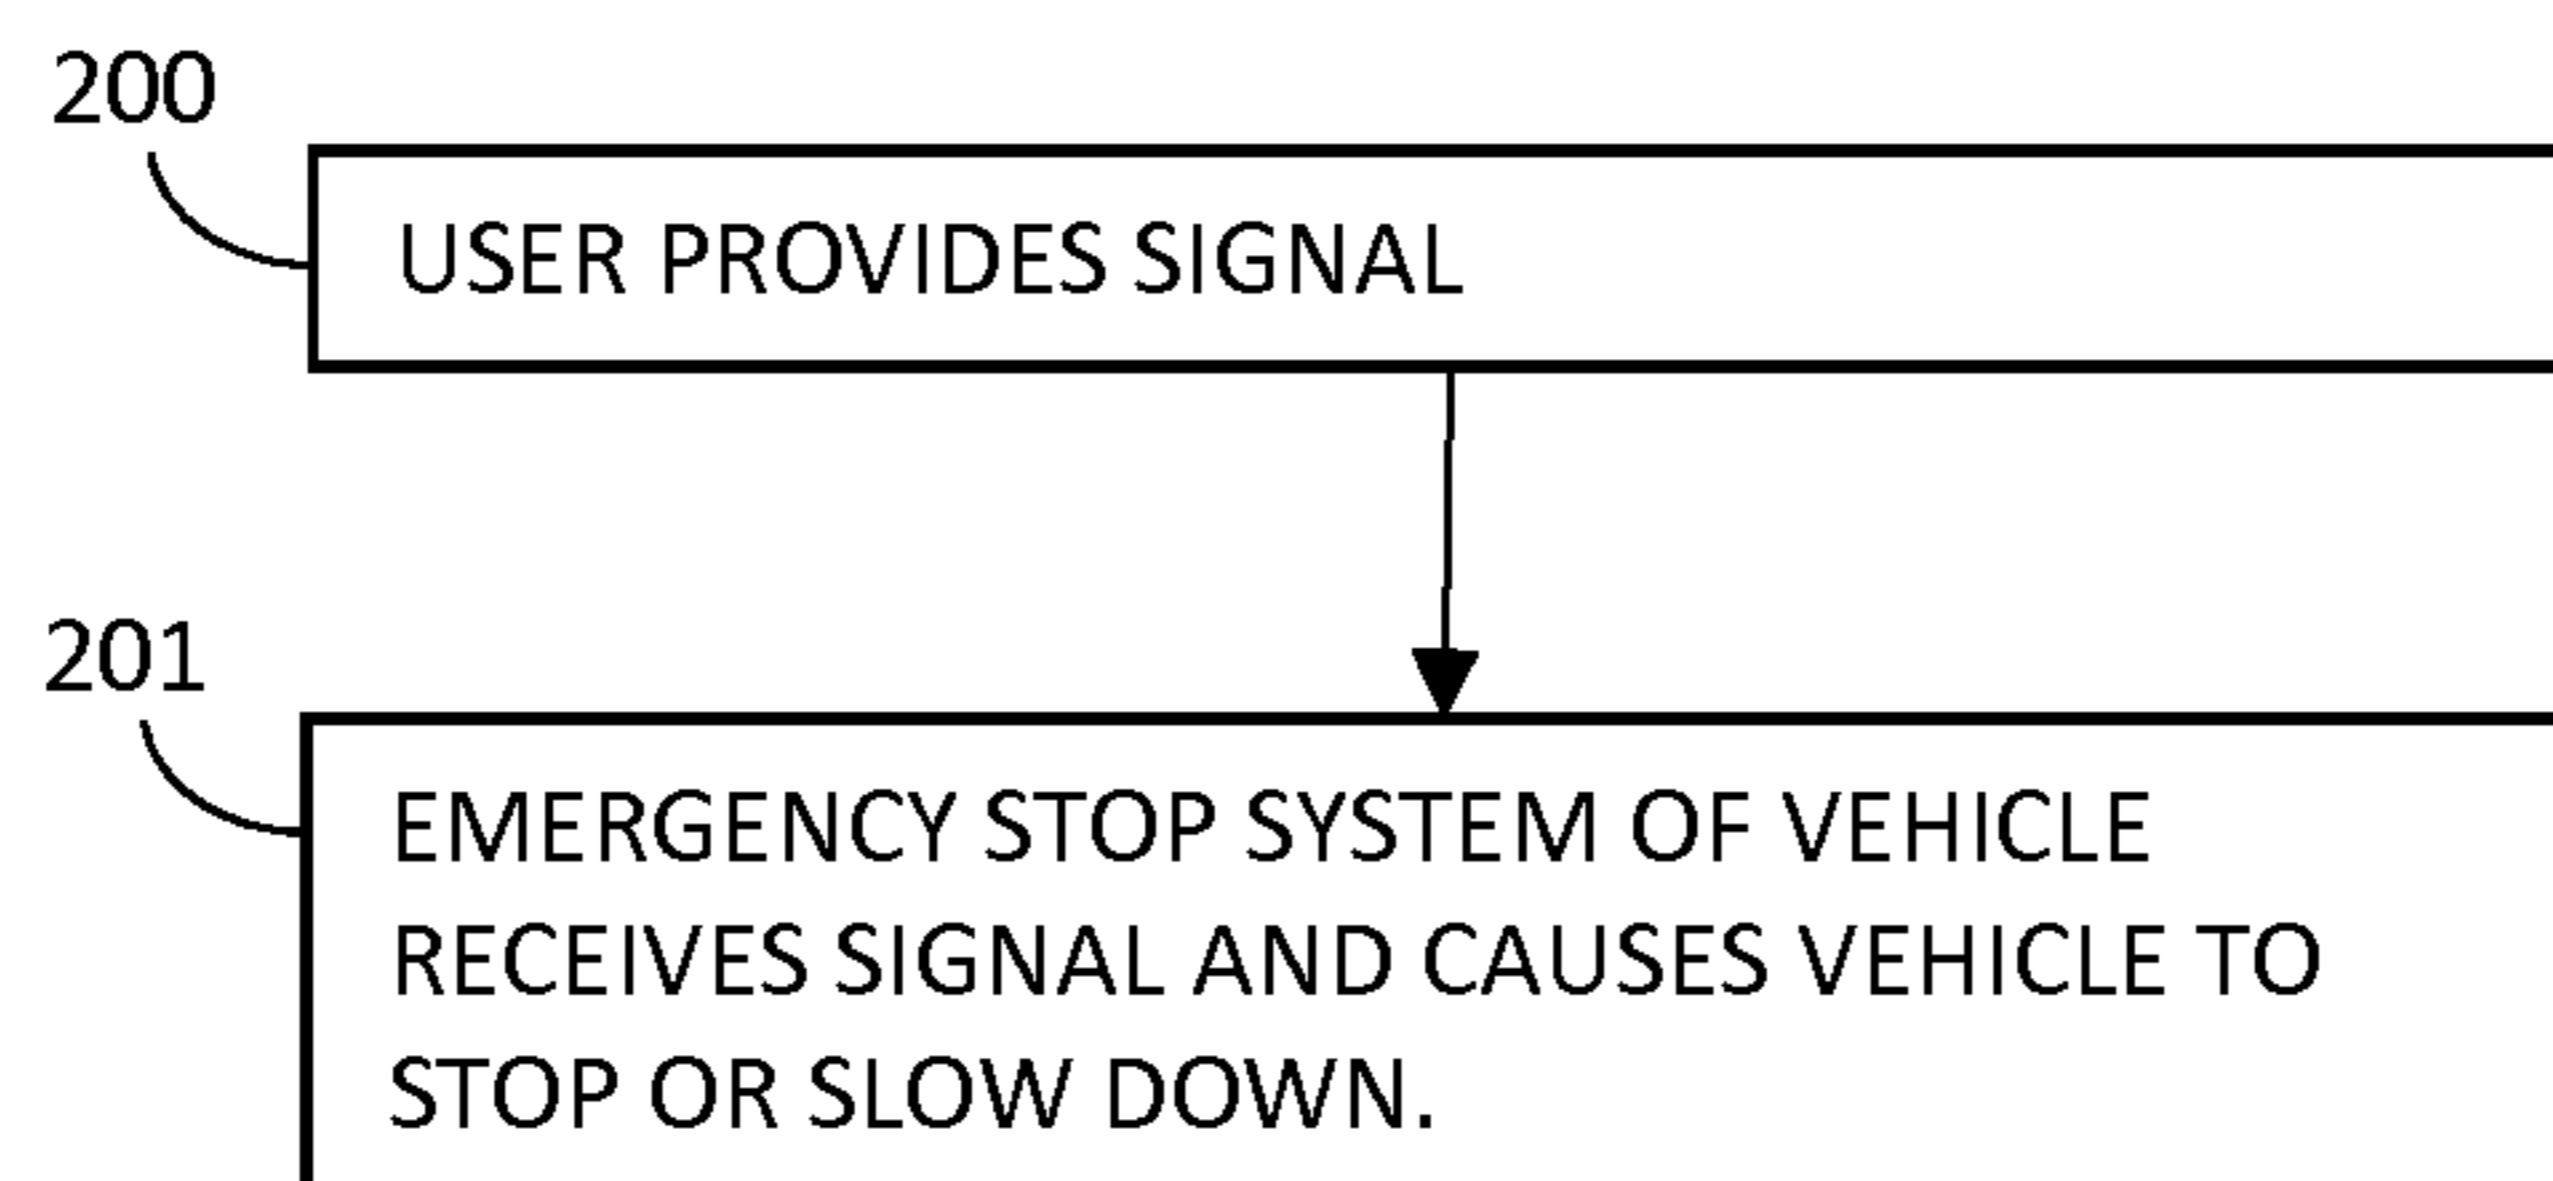 200
USER PROVIDES SIGNAL
201
EMERGENCY STOP SYSTEM OF VEHICLE
RECEIVES SIGNAL AND CAUSES VEHICLE TO
STOP OR SLOW DOWN.